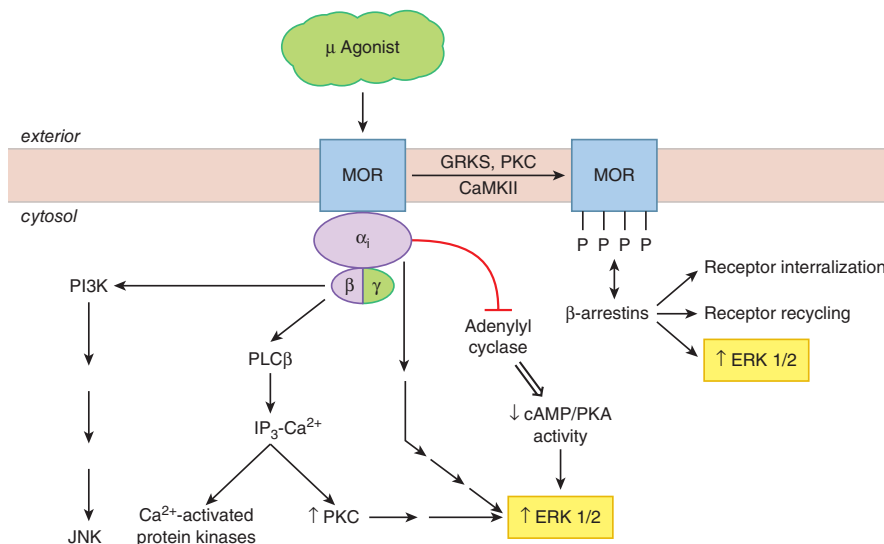 μ Agonist
exterior
MOR
GRKS, PKC
CaMKII
MOR
cytosol
αi
P P P P
β γ
PI3K
Receptor interralization
β-arrestins
Receptor recycling
Adenylyl
cyclase
↑ ERK 1/2
PLCβ
↓ cAMP/PKA
activity
IP3-Ca2+
Ca2+-activated
protein kinases
↑ PKC
↑ ERK 1/2
JNK